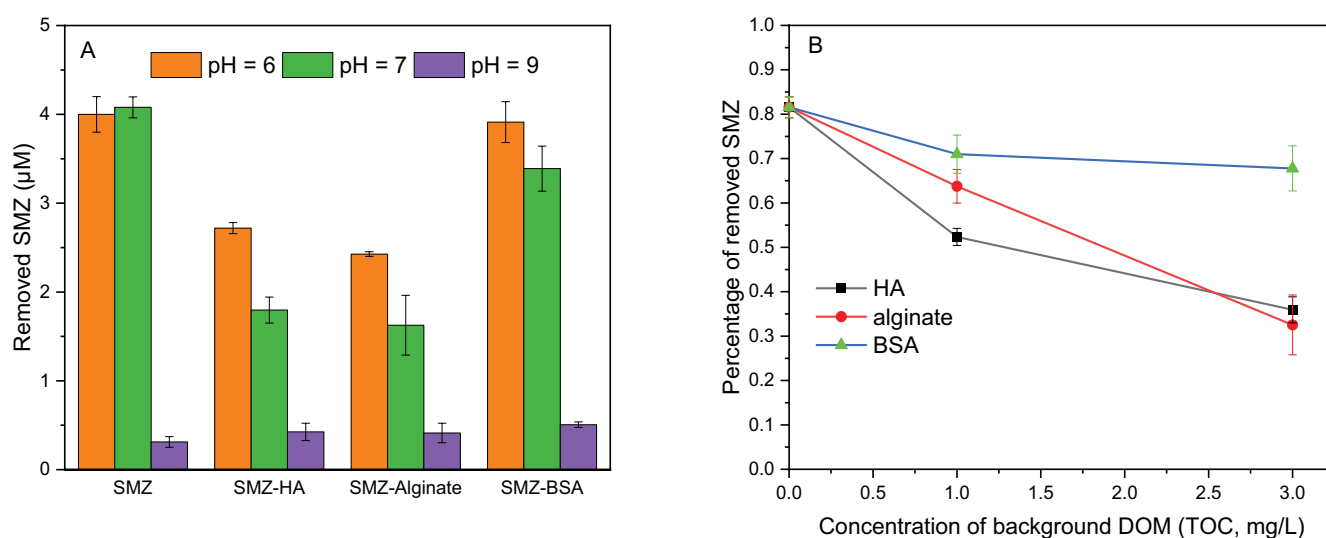 A
pH = 6 pH = 7 pH = 9
Removed SMZ (μM)
5
4
3
2
1
0
SMZ SMZ-HA SMZ-Alginate SMZ-BSA
B
Percentage of removed SMZ
1.0
0.9
0.8
0.7
0.6
0.5
0.4
0.3
0.2
0.1
0.0
HA
alginate
BSA
0.0 0.5 1.0 1.5 2.0 2.5 3.0
Concentration of background DOM (TOC, mg/L)